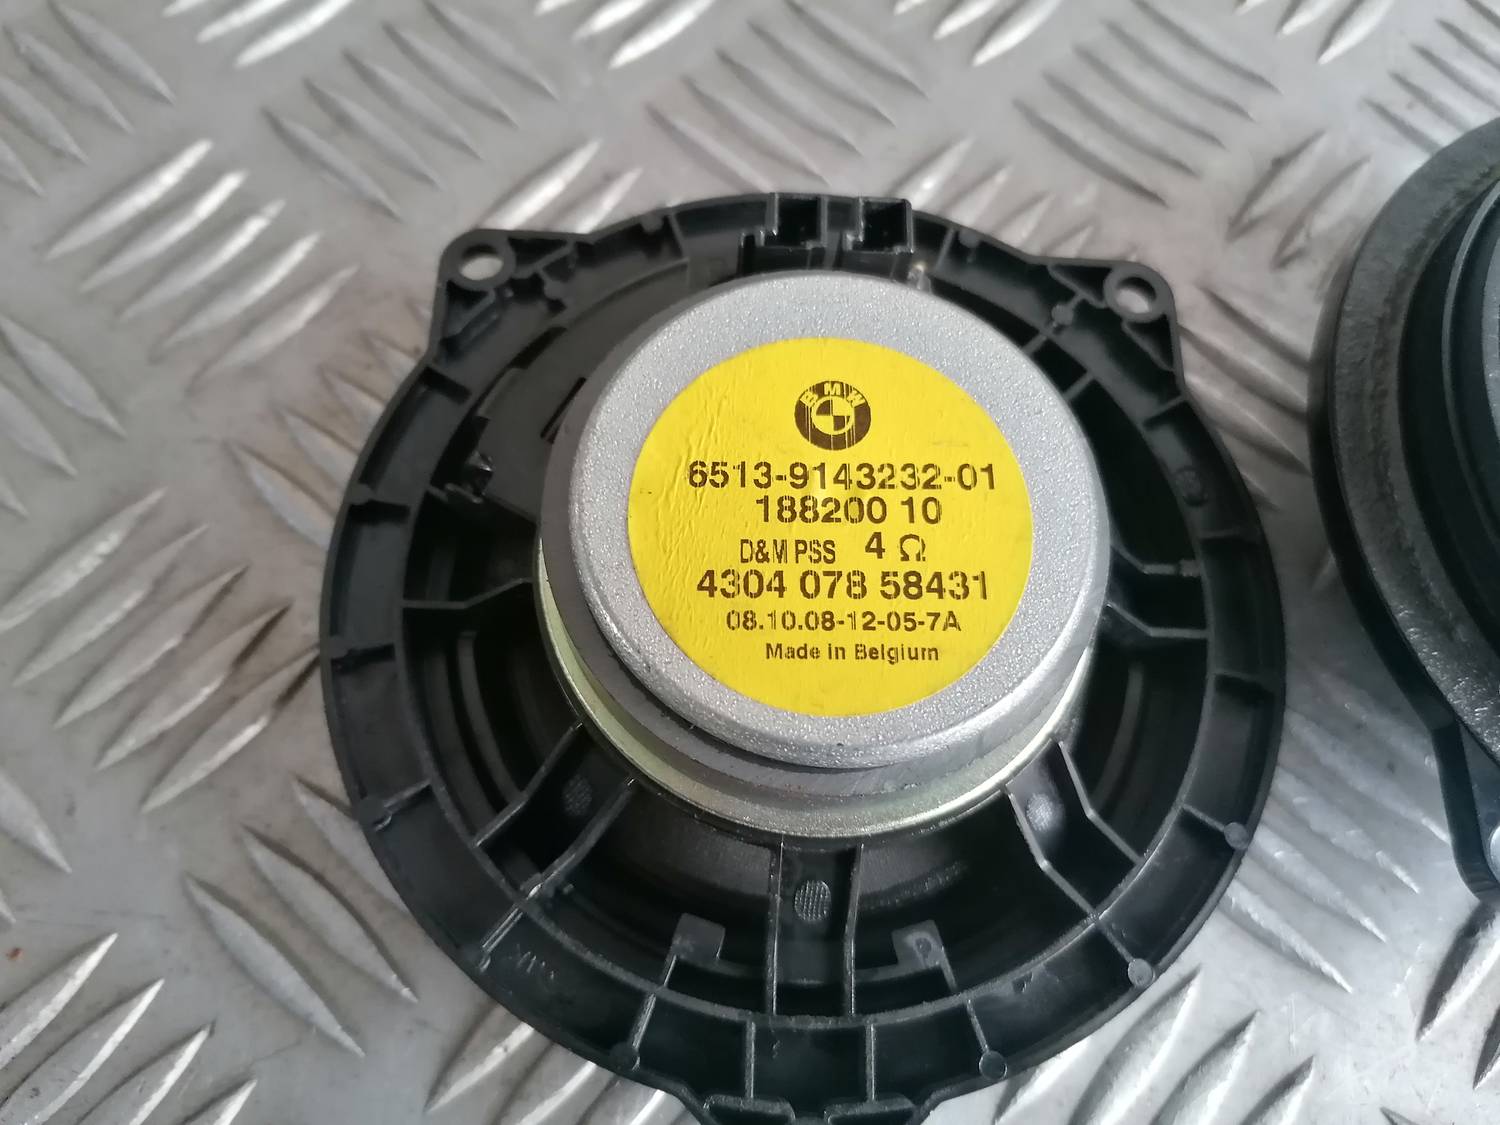 BMW
6513-9143232-01
188200 10
D&M PSS 4 Ω
4304 078 58431
08.10.08-12-05-7A
Made in Belgium